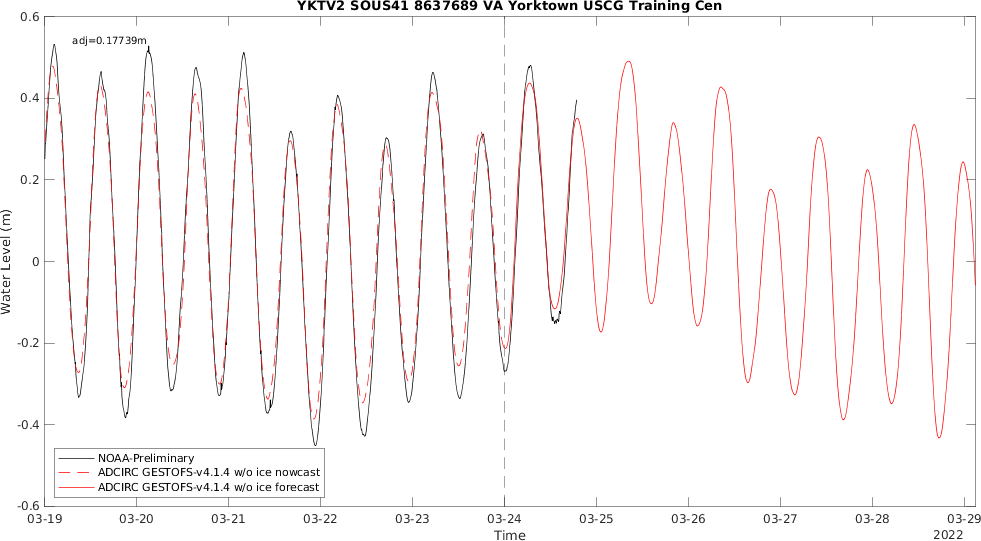 YKTV2 SOUS41 8637689 VA Yorktown USCG Training Cen
adj=0.17739m
0.6
0.4
0.2
0
-0.2
-0.4
-0.6
Water Level (m)
NOAA-Preliminary
ADCIRC GESTOFS-v4.1.4 w/o ice nowcast
ADCIRC GESTOFS-v4.1.4 w/o ice forecast
03-19 03-20 03-21 03-22 03-23 03-24 03-25 03-26 03-27 03-28 03-29
Time
2022